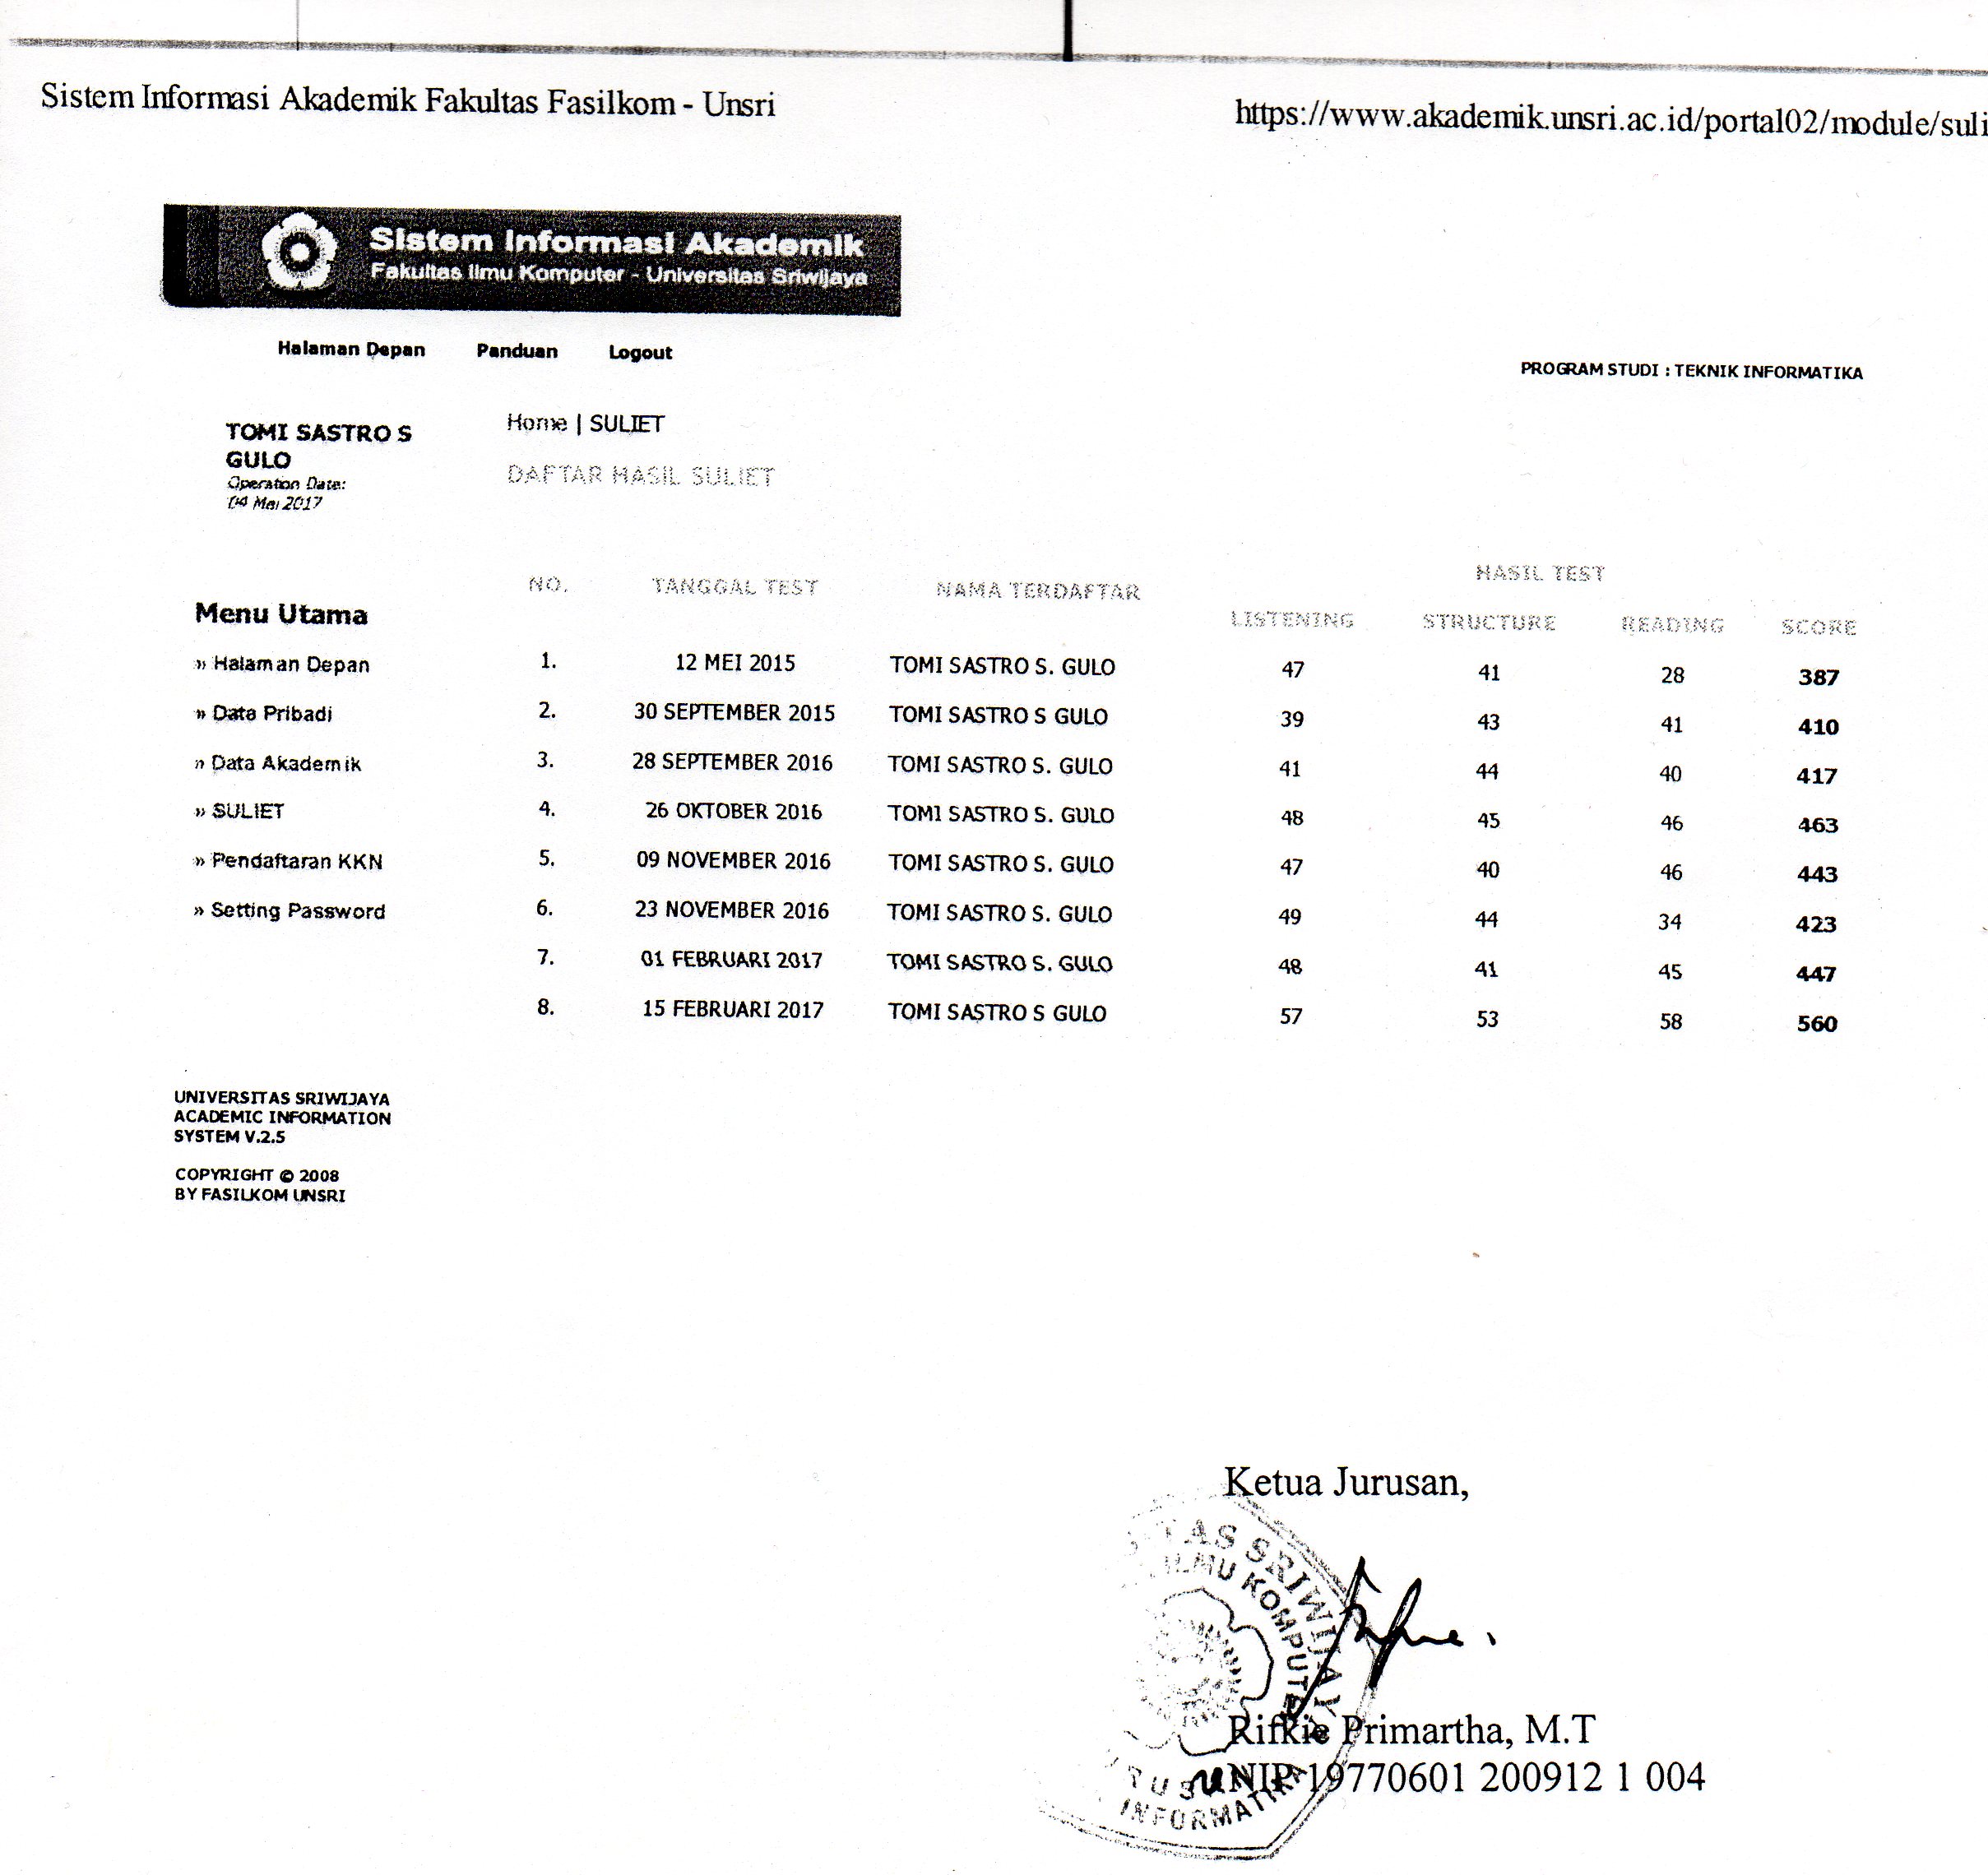 Sistem Informasi Akademik Fakultas Fasilkom - Unsri
https://www.akademik.unsri.ac.id/portal02/module/suli
Sistem Informasi Akademik
Fakultas Ilmu Komputer - Universitas Sriwijaya
Halaman Depan Panduan Logout
PROGRAM STUDI : TEKNIK INFORMATIKA
TOMI SASTRO S
GULO
Operation Date:
04 Mei 2017
Home | SULIET
DAFTAR HASIL SULIET
Menu Utama
» Halaman Depan
» Data Pribadi
» Data Akademik
» SULIET
» Pendaftaran KKN
» Setting Password
NO. TANGGAL TEST NAMA TERDAFTAR HASIL TEST
LISTENING STRUCTURE READING SCORE
1. 12 MEI 2015 TOMI SASTRO S. GULO 47 41 28 387
2. 30 SEPTEMBER 2015 TOMI SASTRO S GULO 39 43 41 410
3. 28 SEPTEMBER 2016 TOMI SASTRO S. GULO 41 44 40 417
4. 26 OKTOBER 2016 TOMI SASTRO S. GULO 48 45 46 463
5. 09 NOVEMBER 2016 TOMI SASTRO S. GULO 47 40 46 443
6. 23 NOVEMBER 2016 TOMI SASTRO S. GULO 49 44 34 423
7. 01 FEBRUARI 2017 TOMI SASTRO S. GULO 48 41 45 447
8. 15 FEBRUARI 2017 TOMI SASTRO S GULO 57 53 58 560
UNIVERSITAS SRIWIJAYA
ACADEMIC INFORMATION
SYSTEM V.2.5
COPYRIGHT © 2008
BY FASILKOM UNSRI
Ketua Jurusan,
TAS SRIWIJAYA
ILMU KOMPUTE
INFORMATIKA
Rifkie Primartha, M.T
NIP 19770601 200912 1 004